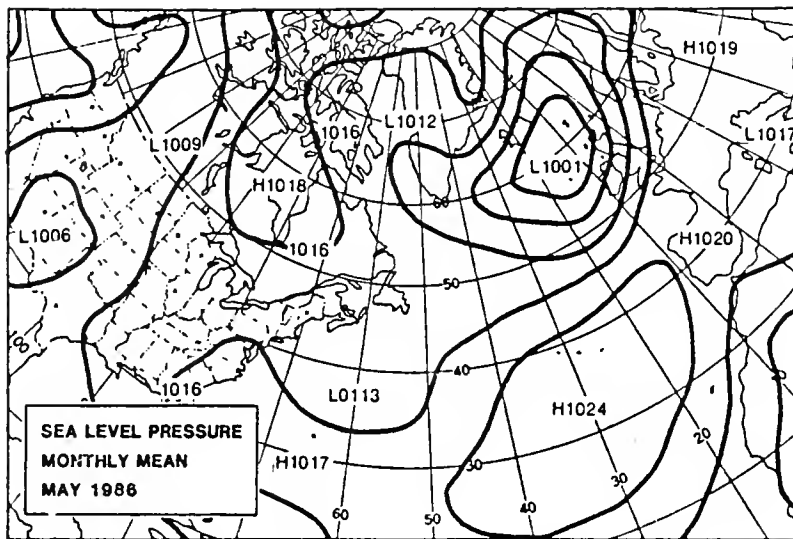 H1019
L1012
1016
L1009
L1017
L1001
H1018
60
L1006
H1020
1016
50
40
1016
L0113
H1024
20
SEA LEVEL PRESSURE
MONTHLY MEAN
MAY 1986
H1017
30
30
60
50
40